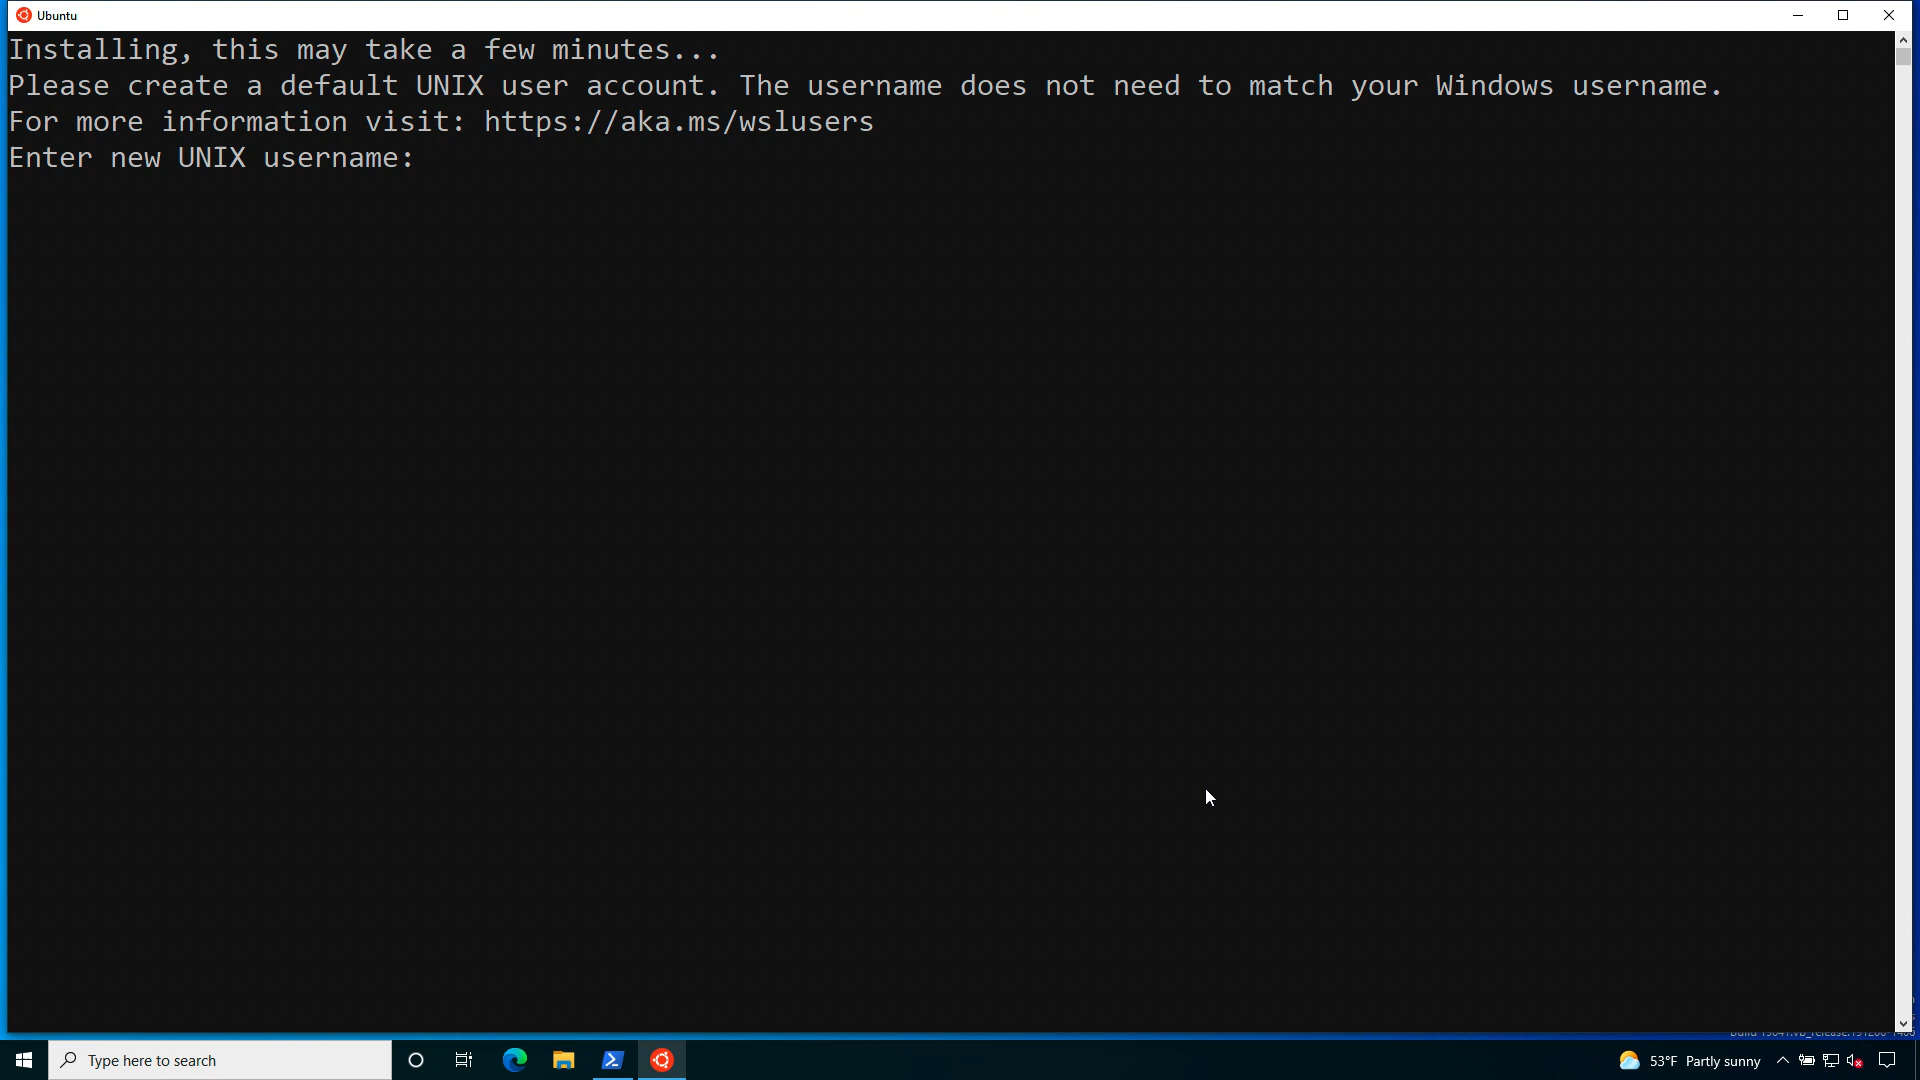 Ubuntu
Installing, this may take a few minutes...
Please create a default UNIX user account. The username does not need to match your Windows username.
For more information visit: https://aka.ms/wslusers
Enter new UNIX username:
Type here to search
53°F Partly sunny